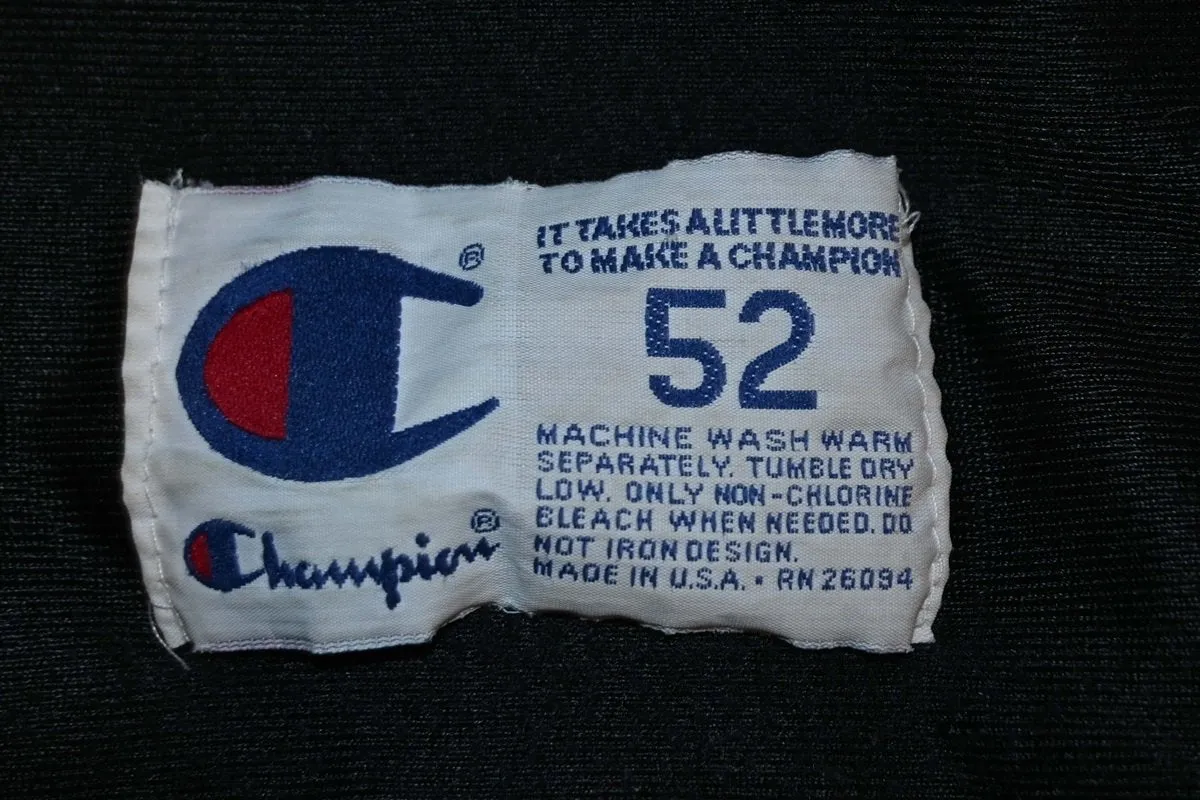 ®
Champion®
IT TAKES A LITTLE MORE
TO MAKE A CHAMPION
52
MACHINE WASH WARM
SEPARATELY. TUMBLE DRY
LOW. ONLY NON-CHLORINE
BLEACH WHEN NEEDED. DO
NOT IRON DESIGN.
MADE IN U.S.A. • RN 26094